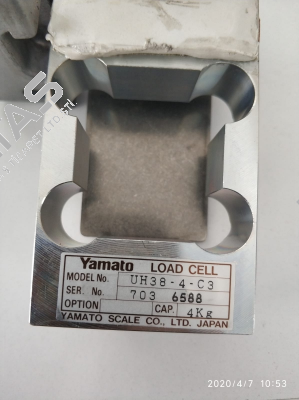 Yamato LOAD CELL
MODEL No. UH38-4-C3
SER. No. 703 6588
OPTION CAP. 4Kg
YAMATO SCALE CO., LTD. JAPAN
2020/4/7 10:53